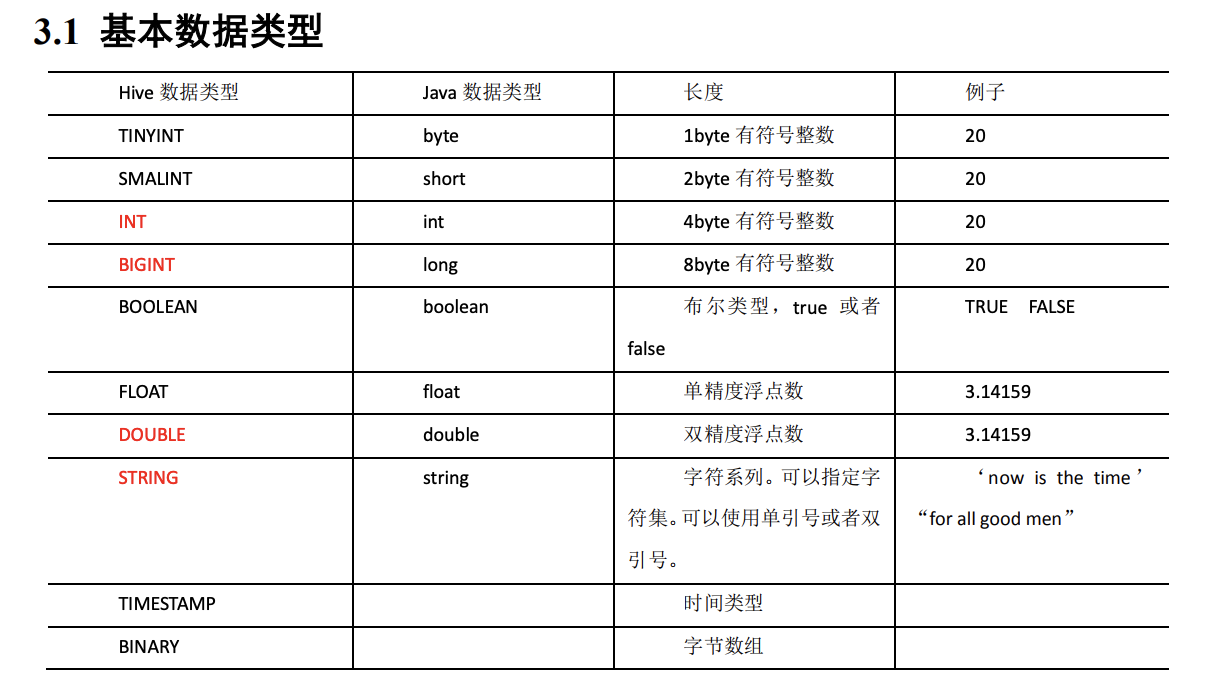 3.1 基本数据类型
Hive 数据类型 Java 数据类型 长度 例子
TINYINT byte 1byte 有符号整数 20
SMALINT short 2byte 有符号整数 20
INT int 4byte 有符号整数 20
BIGINT long 8byte 有符号整数 20
BOOLEAN boolean 布尔类型，true 或者 TRUE FALSE
false
FLOAT float 单精度浮点数 3.14159
DOUBLE double 双精度浮点数 3.14159
STRING string 字符系列。可以指定字 ‘now is the time’
符集。可以使用单引号或者双 “for all good men”
引号。
TIMESTAMP 时间类型
BINARY 字节数组